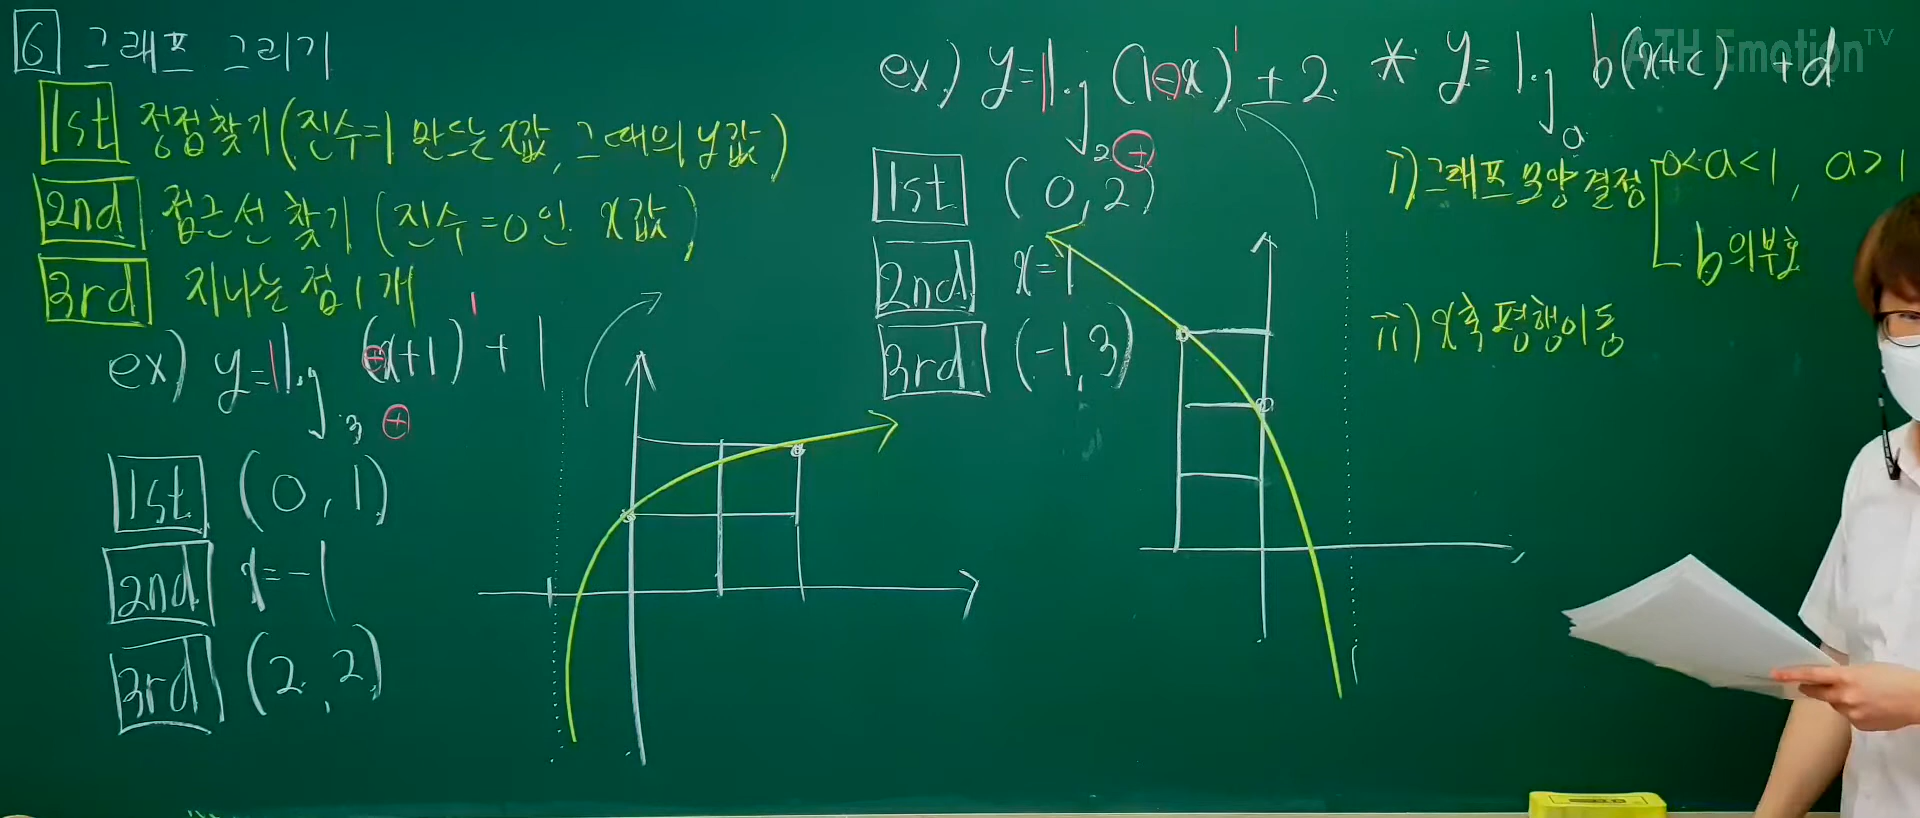 6 그래프 그리기
1st 정점찾기(진수=1 만드는 x값, 그때의 y값)
2nd 점근선 찾기 (진수=0인 x값)
3rd 지나는 점 1개
ex) y=log₃(x+1)+1
1
+
+
1st (0, 1)
2nd x=-1
3rd (2, 2)
ex) y=log₂(1-x)+2
1
+
1st (0, 2)
2nd x=1
3rd (-1, 3)
* y=logₐ b(x+c)+d
i) 그래프 모양 결정 0<a<1, a>1
b의 부호
ii) x축 평행이동
ATH Emotion TV